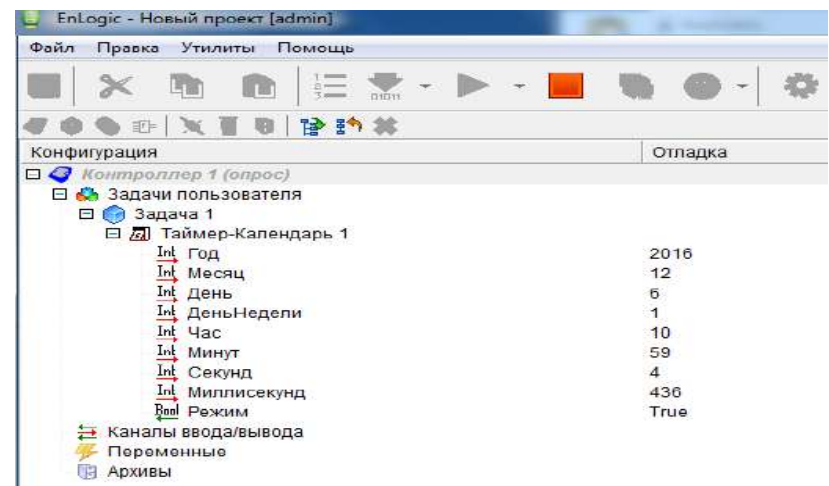 EnLogic - Новый проект [admin]
Файл Правка Утилиты Помощь
Конфигурация Отладка
Контроллер 1 (опрос)
Задачи пользователя
Задача 1
Таймер-Календарь 1
Int Год 2016
Int Месяц 12
Int День 6
Int ДеньНедели 1
Int Час 10
Int Минут 59
Int Секунд 4
Int Миллисекунд 436
Bool Режим True
Каналы ввода/вывода
Переменные
Архивы